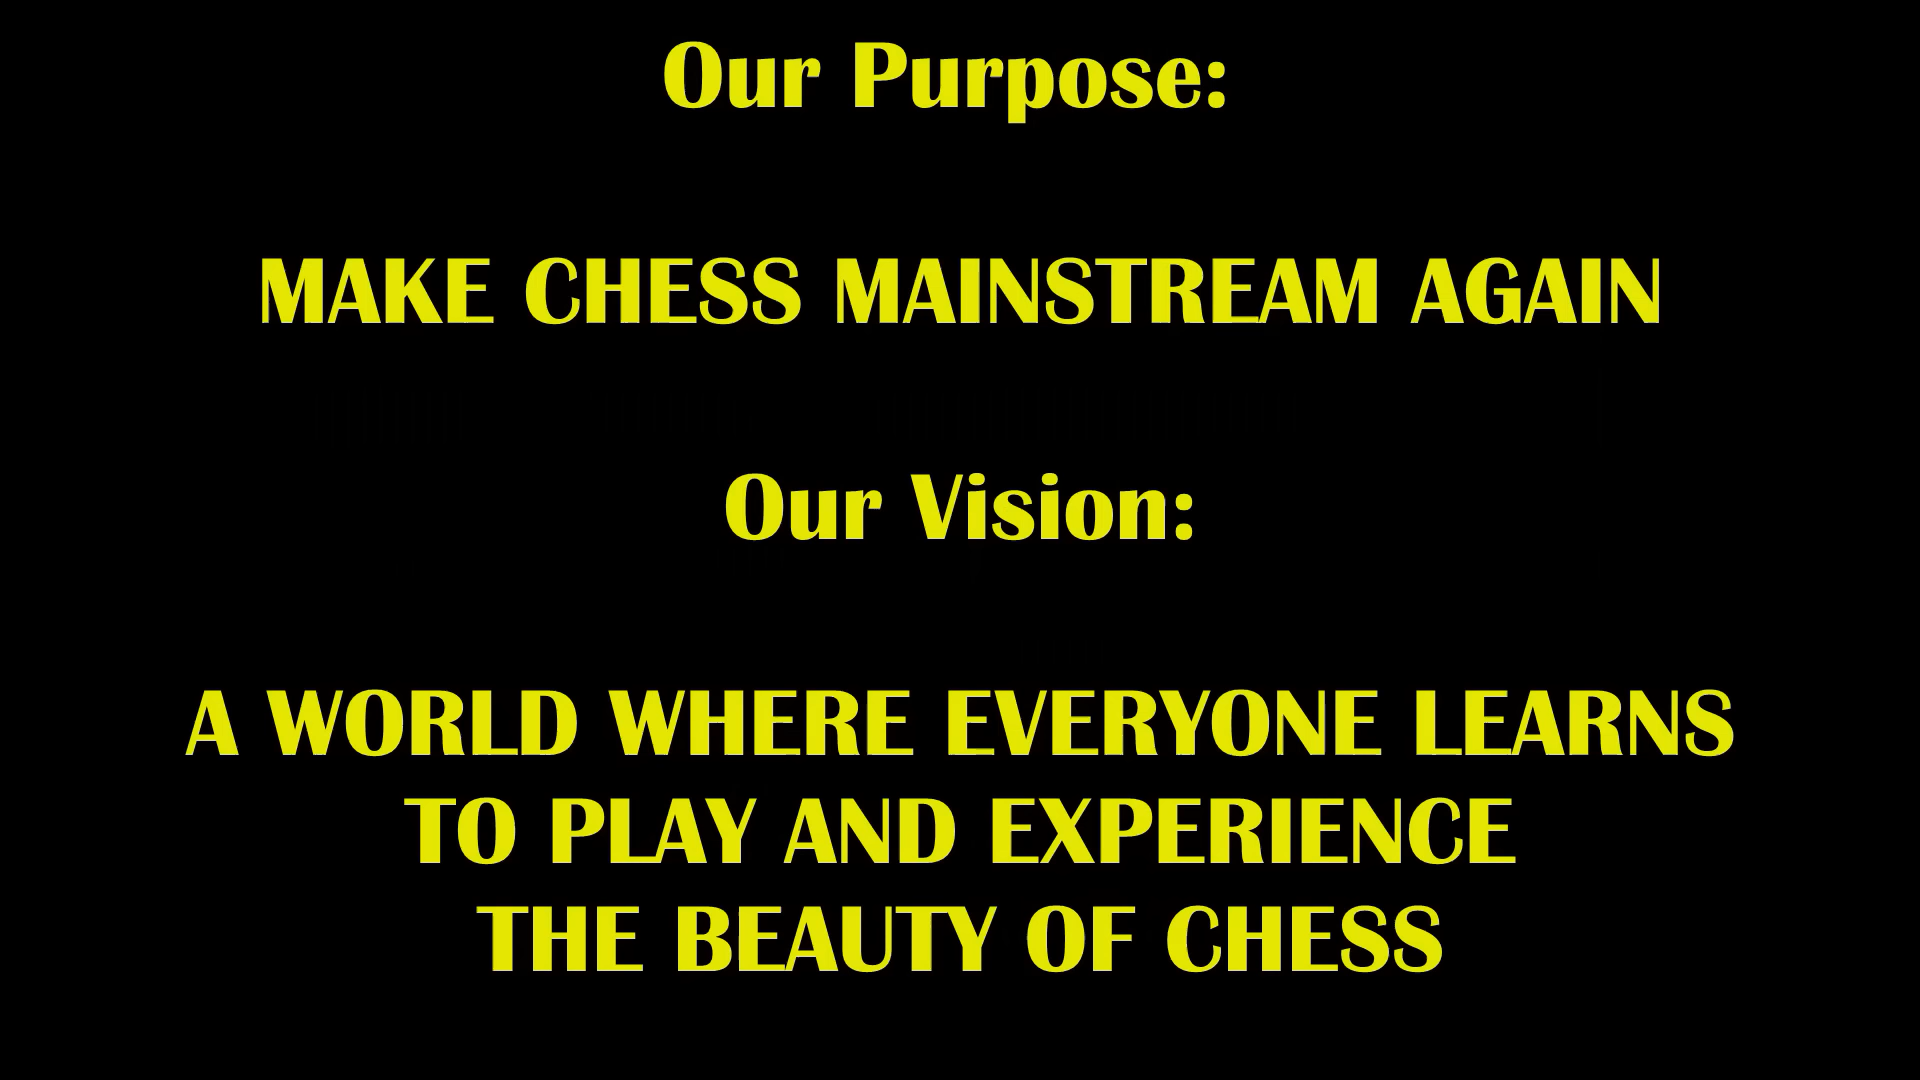 Our Purpose:
MAKE CHESS MAINSTREAM AGAIN
Our Vision:
A WORLD WHERE EVERYONE LEARNS
TO PLAY AND EXPERIENCE
THE BEAUTY OF CHESS